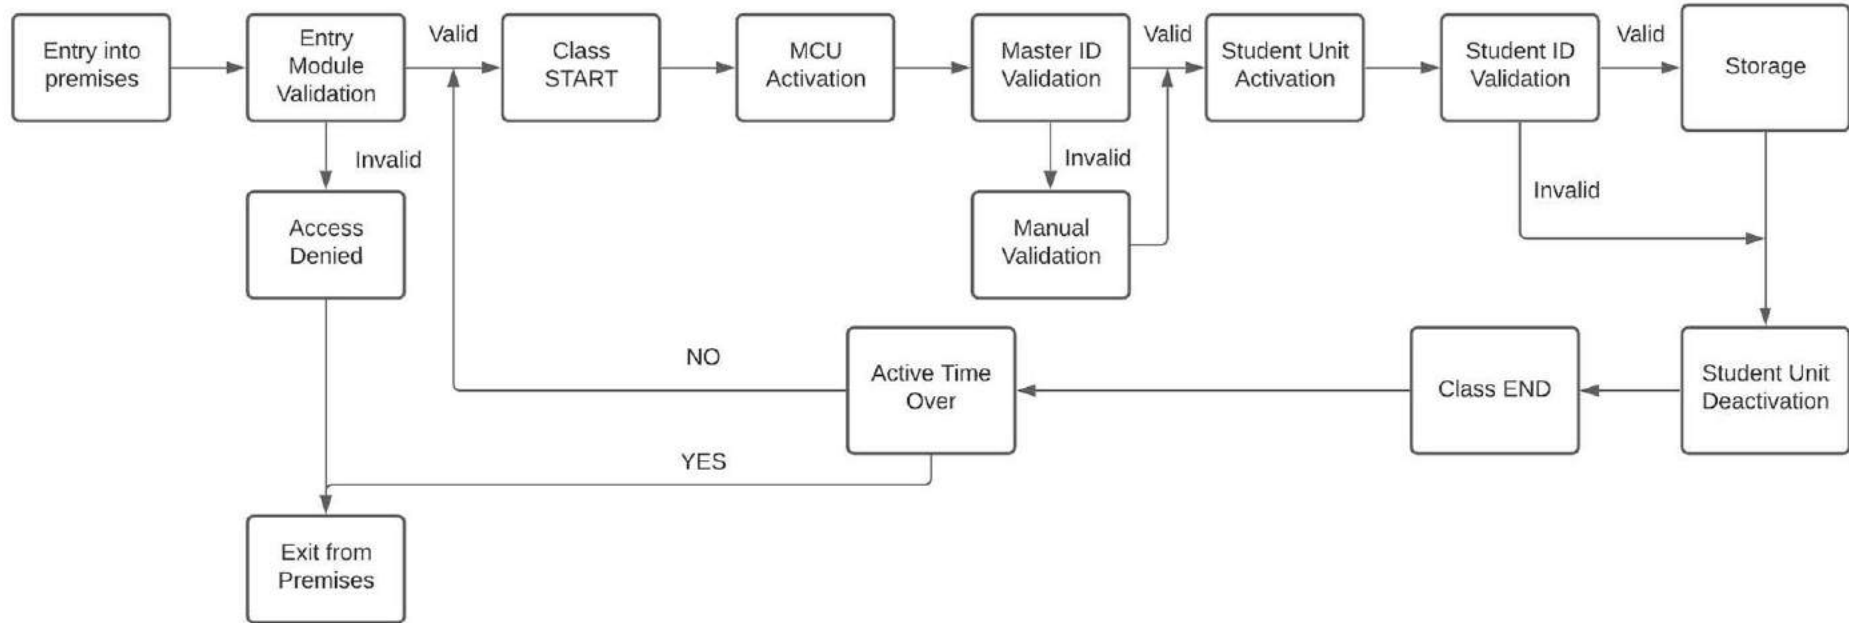 Entry into
premises
Entry
Module
Validation
Valid
Class
START
MCU
Activation
Master ID
Validation
Valid
Student Unit
Activation
Student ID
Validation
Valid
Storage
Invalid
Invalid
Invalid
Access
Denied
Manual
Validation
NO
Active Time
Over
Class END
Student Unit
Deactivation
YES
Exit from
Premises